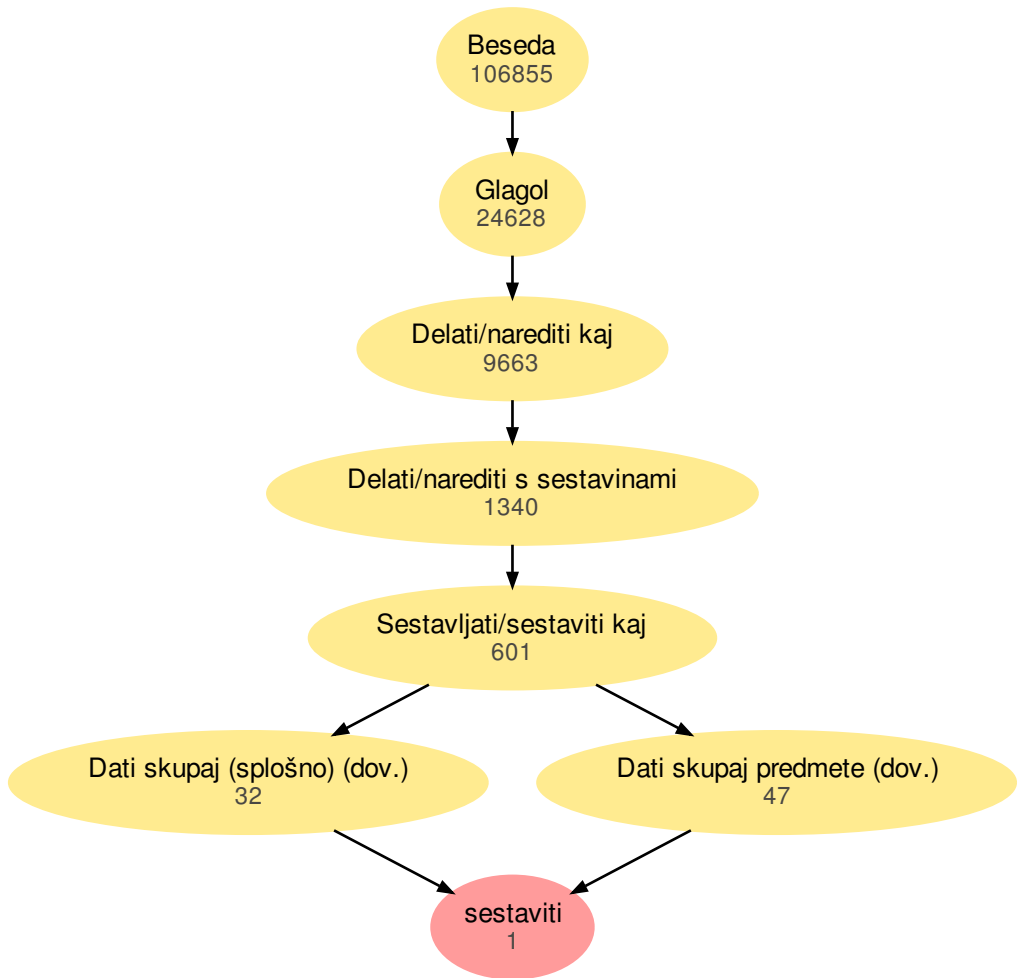 Beseda
106855
Glagol
24628
Delati/narediti kaj
9663
Delati/narediti s sestavinami
1340
Sestavljati/sestaviti kaj
601
Dati skupaj (splošno) (dov.)
32
Dati skupaj predmete (dov.)
47
sestaviti
1